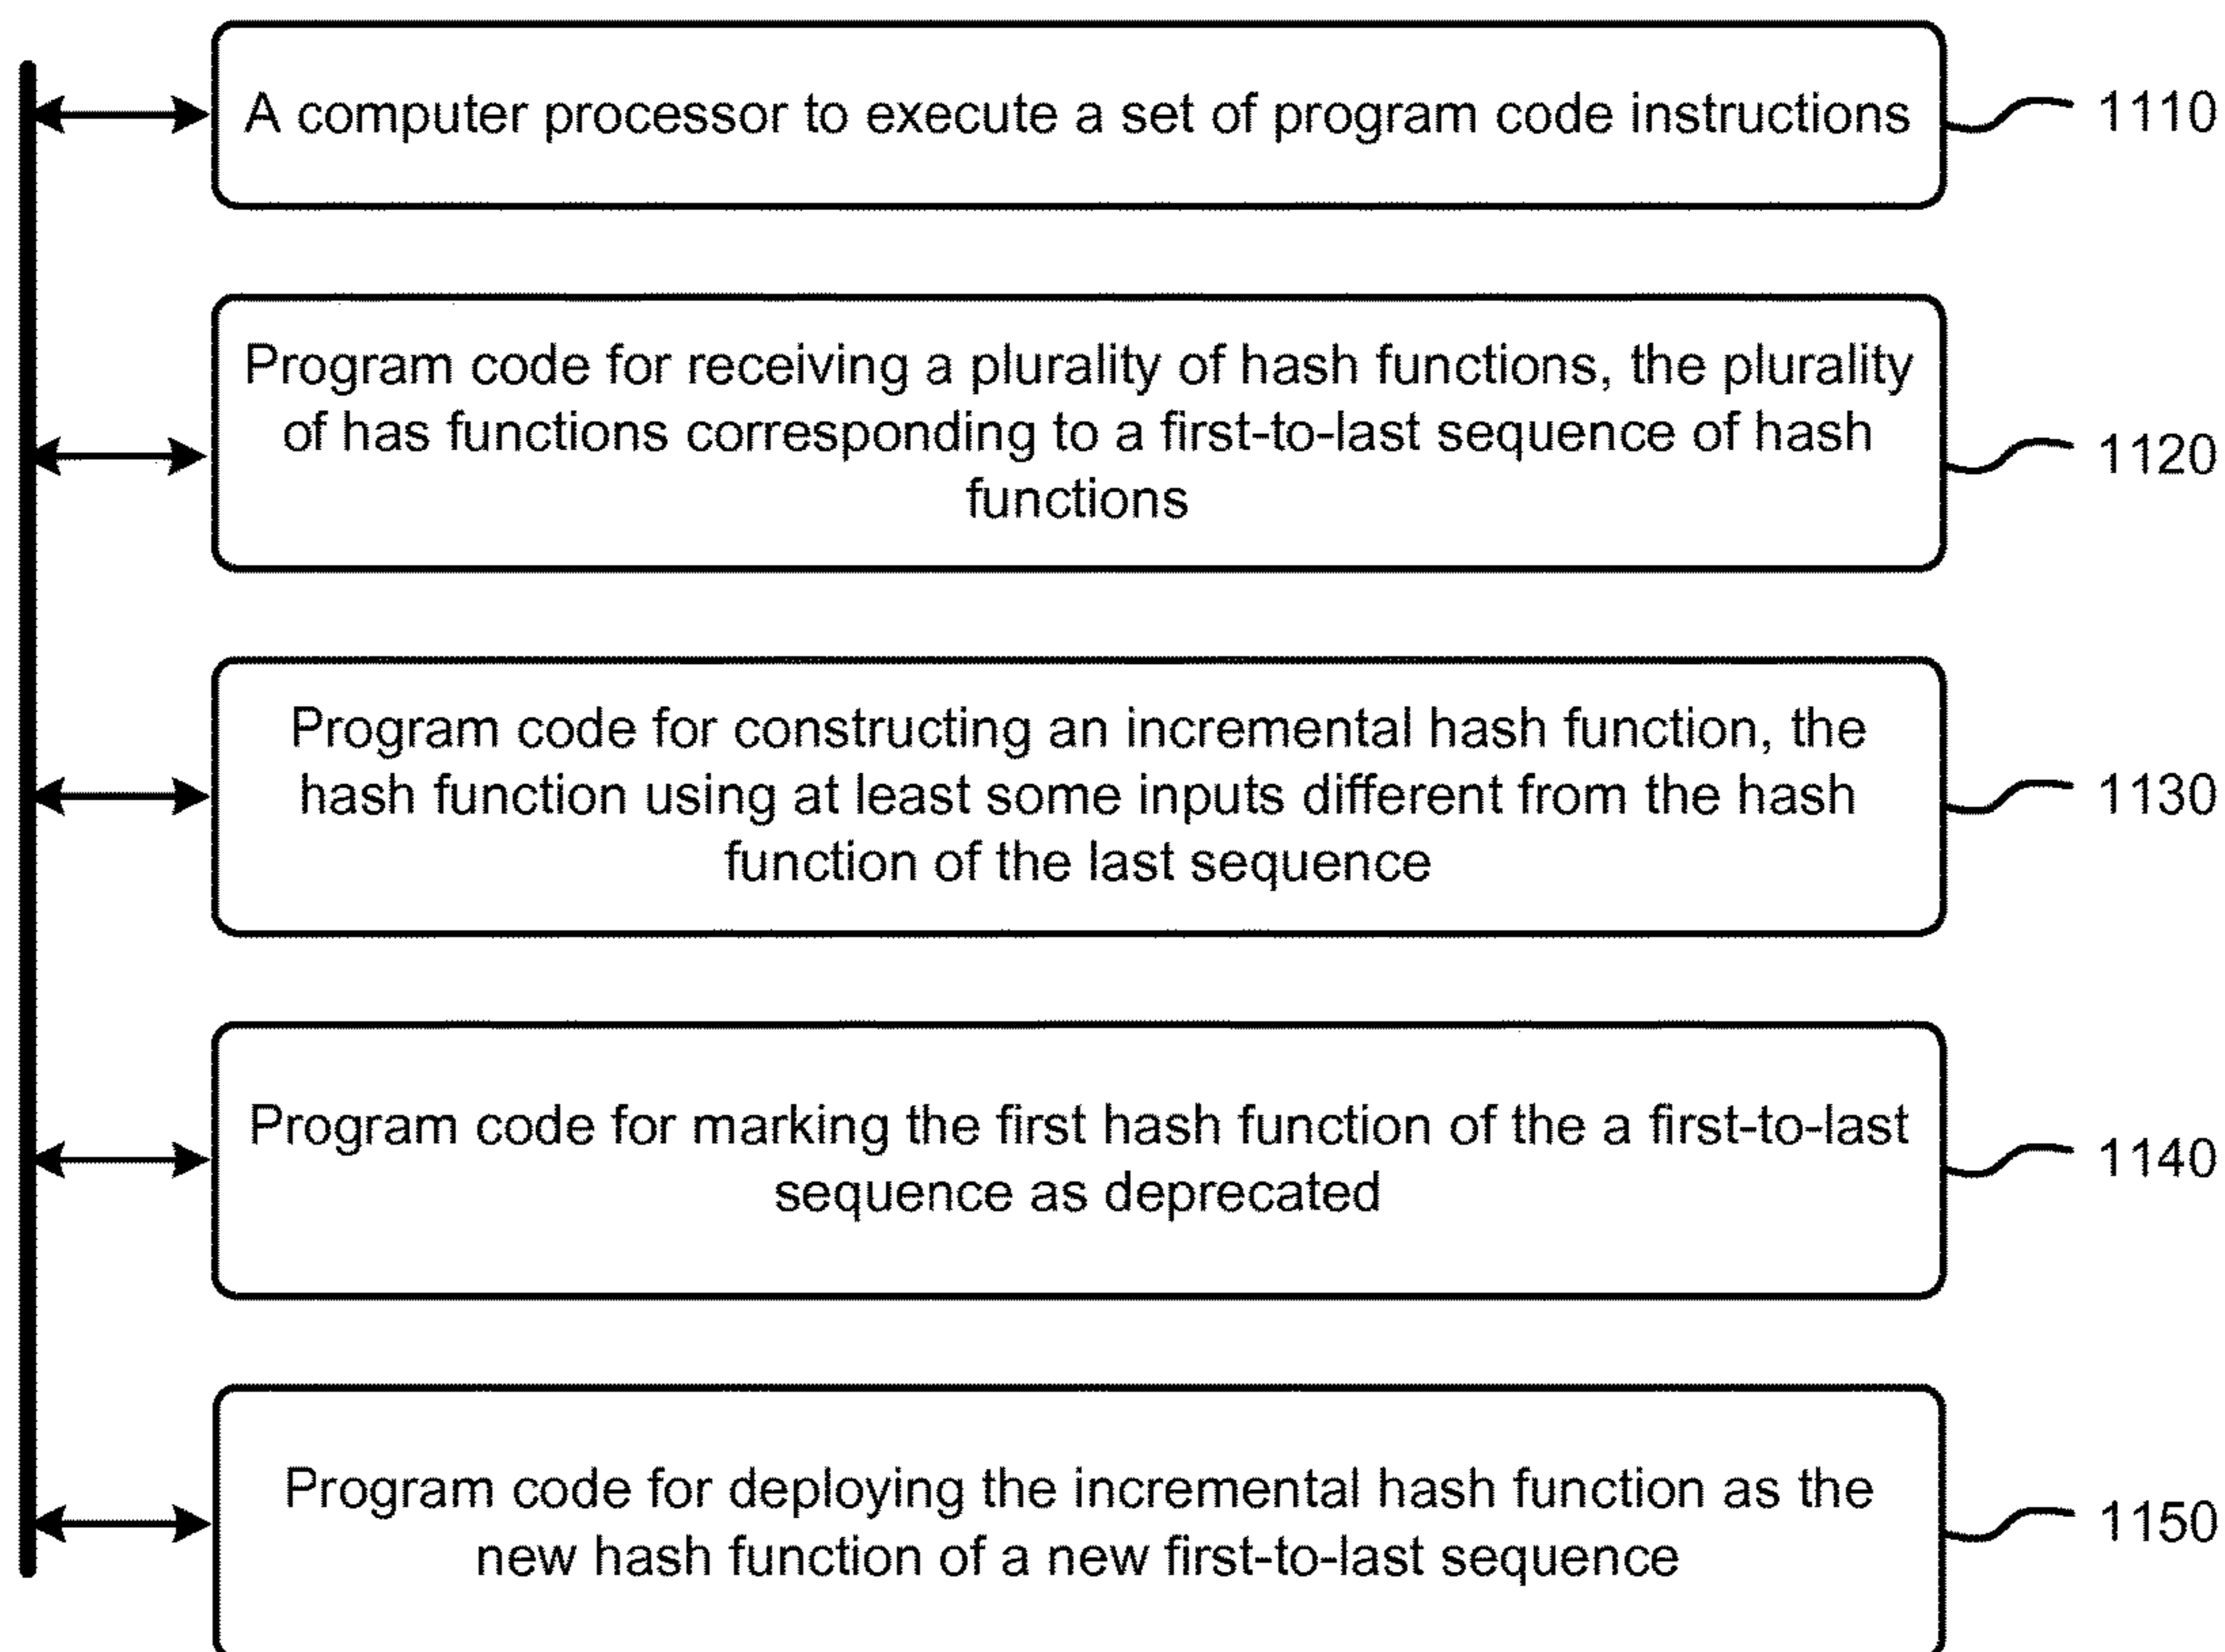 A computer processor to execute a set of program code instructions
1110
Program code for receiving a plurality of hash functions, the plurality
of has functions corresponding to a first-to-last sequence of hash
functions
1120
Program code for constructing an incremental hash function, the
hash function using at least some inputs different from the hash
function of the last sequence
1130
Program code for marking the first hash function of the a first-to-last
sequence as deprecated
1140
Program code for deploying the incremental hash function as the
new hash function of a new first-to-last sequence
1150